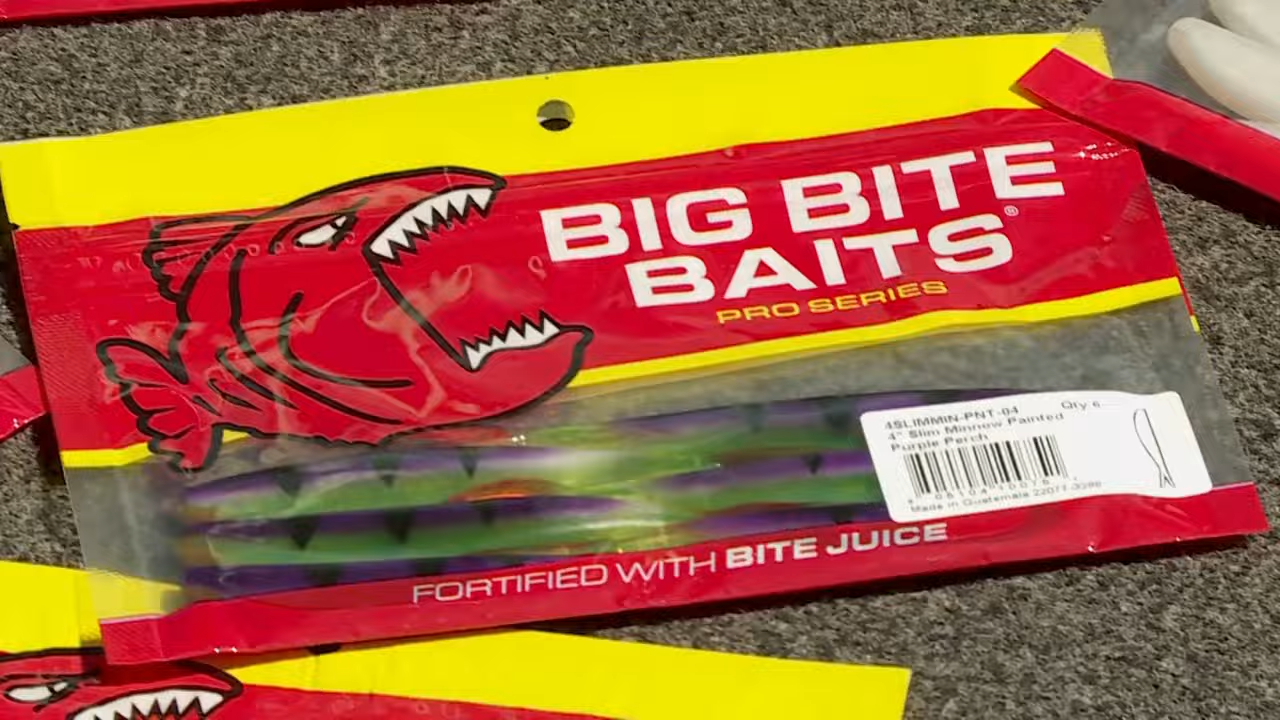 BIG BITE
BAITS®
PRO SERIES
4SLIMMIN-PNT-04 Qty 6
4" Slim Minnow Painted
Purple Perch
Made in Guatemala
FORTIFIED WITH BITE JUICE